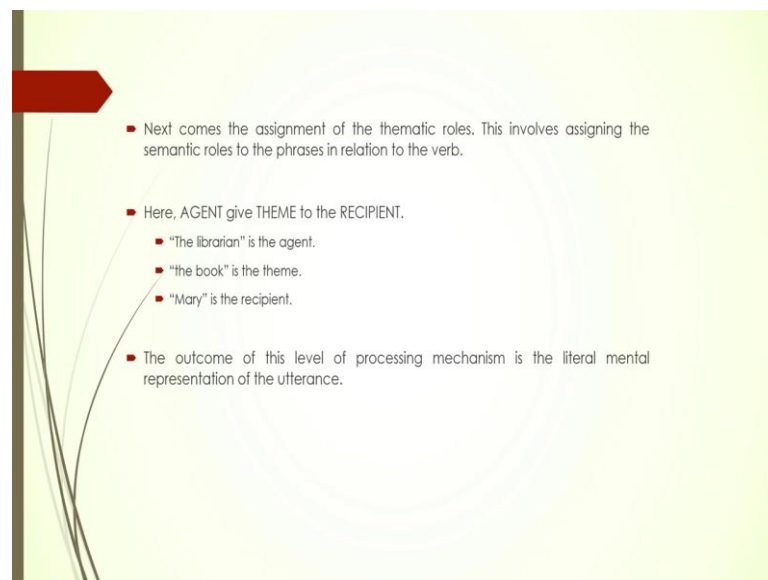 Next comes the assignment of the thematic roles. This involves assigning the
semantic roles to the phrases in relation to the verb.
Here, AGENT give THEME to the RECIPIENT.
"The librarian" is the agent.
"the book" is the theme.
"Mary" is the recipient.
The outcome of this level of processing mechanism is the literal mental
representation of the utterance.